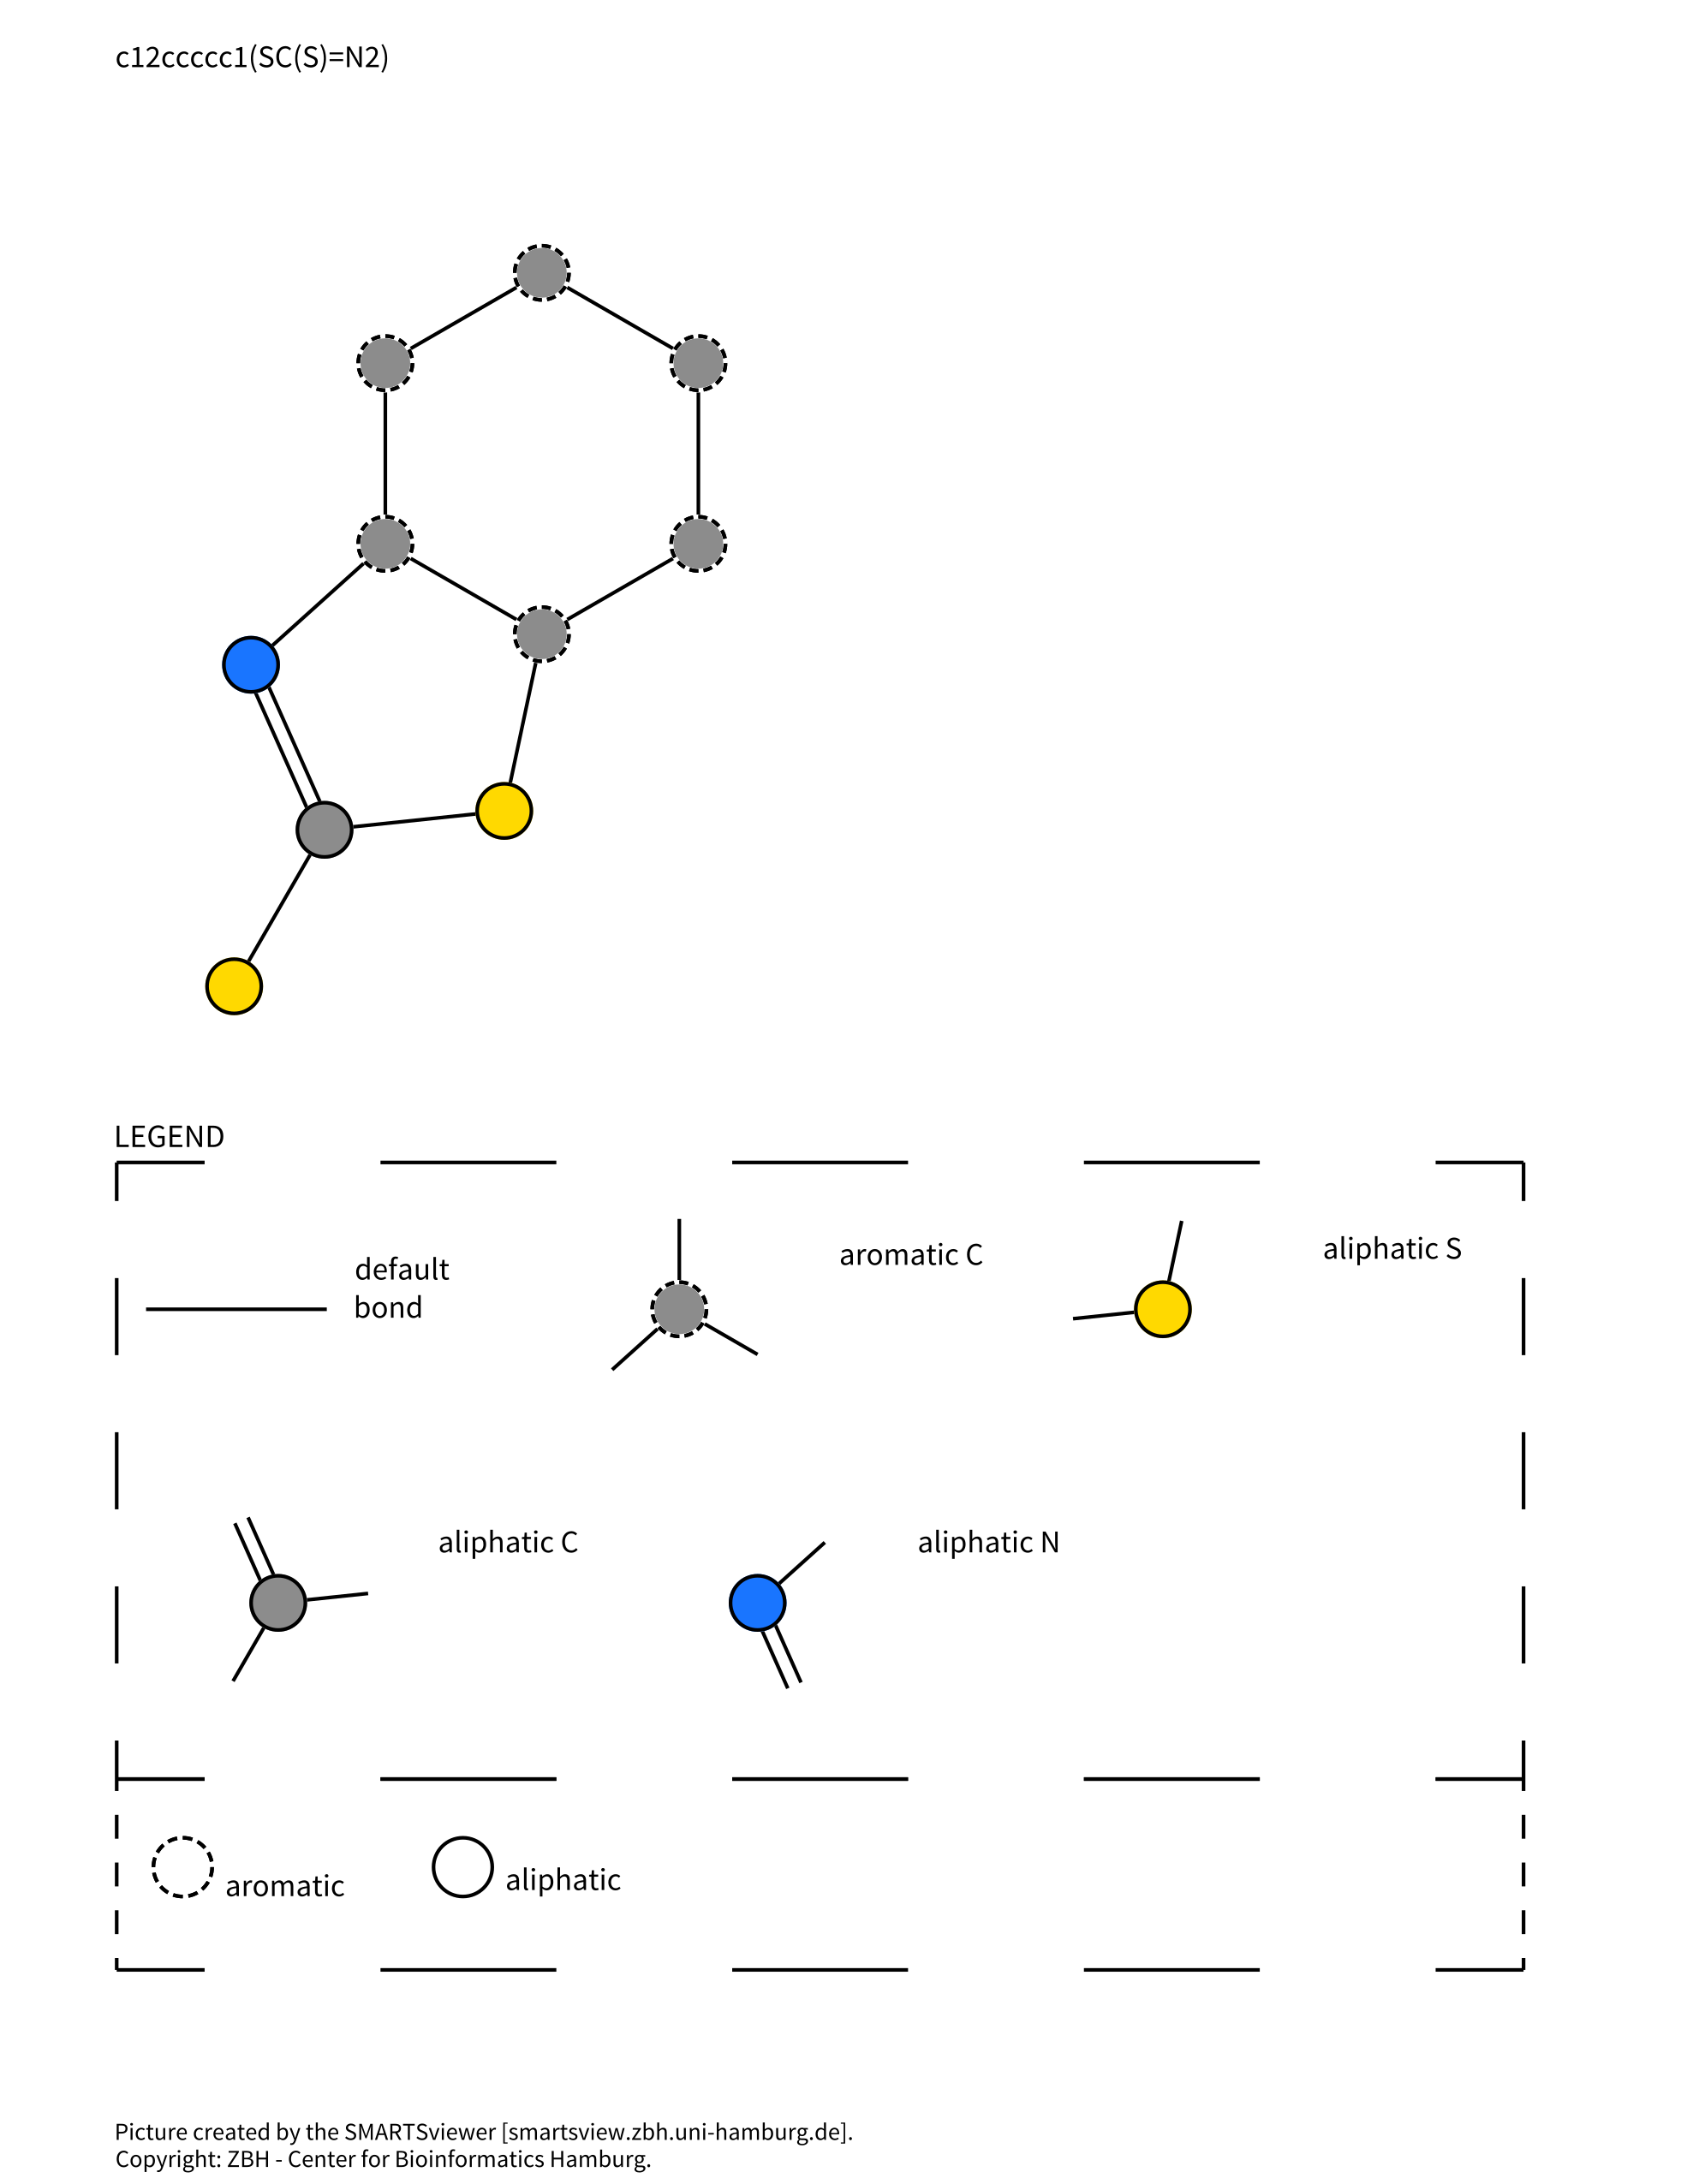 c12ccccc1(SC(S)=N2)
LEGEND
default
bond
aromatic C
aliphatic S
aliphatic C
aliphatic N
aromatic
aliphatic
Picture created by the SMARTSviewer [smartsview.zbh.uni-hamburg.de].
Copyright: ZBH - Center for Bioinformatics Hamburg.